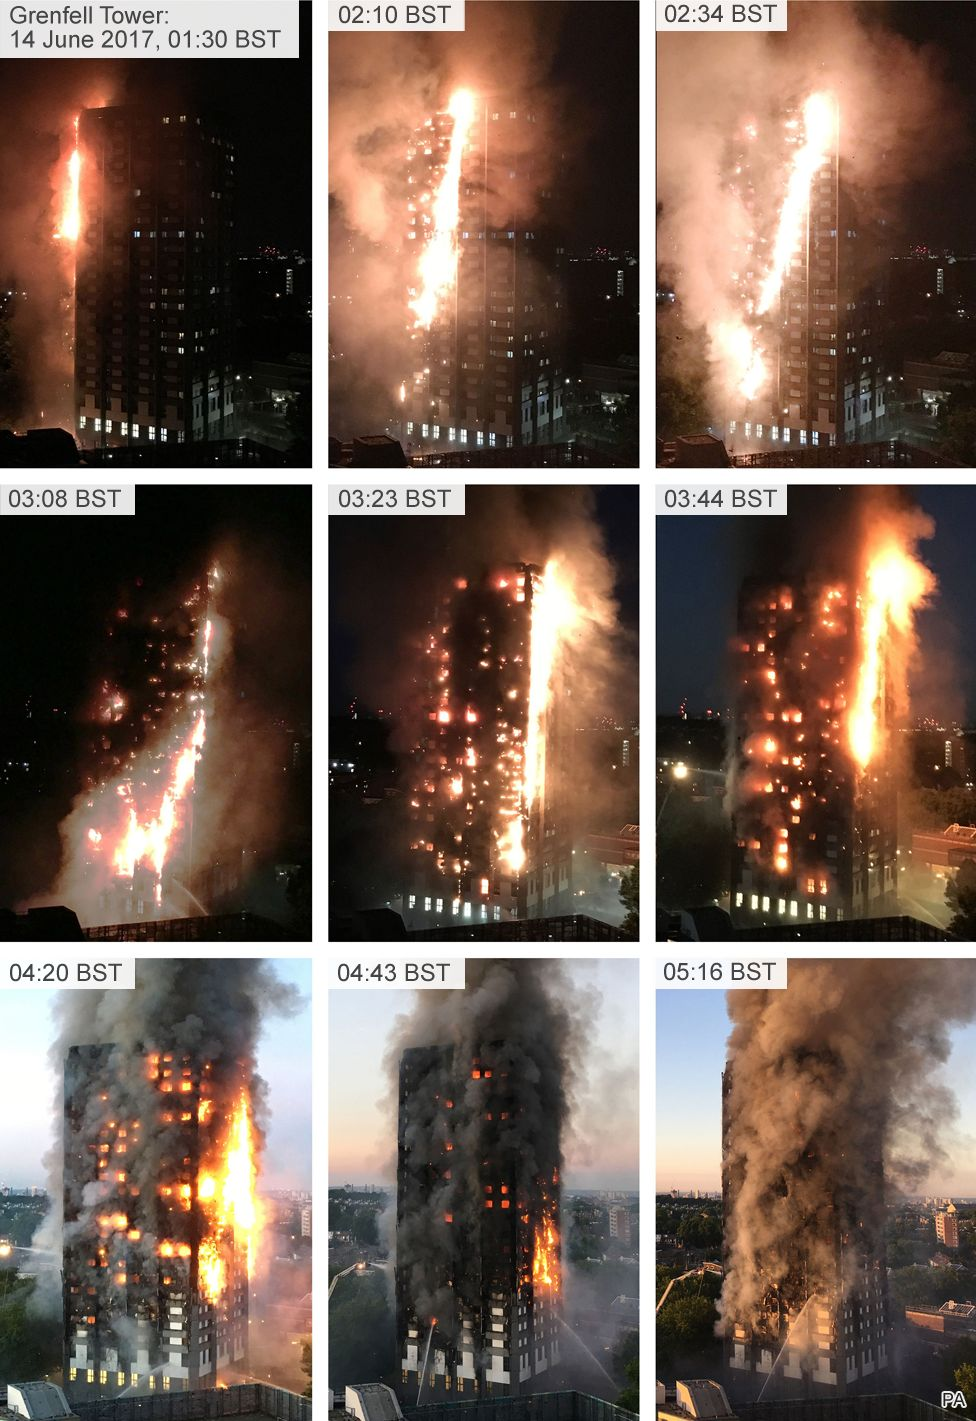 Grenfell Tower:
14 June 2017, 01:30 BST
02:10 BST
02:34 BST
03:08 BST
03:23 BST
03:44 BST
04:20 BST
04:43 BST
05:16 BST
PA